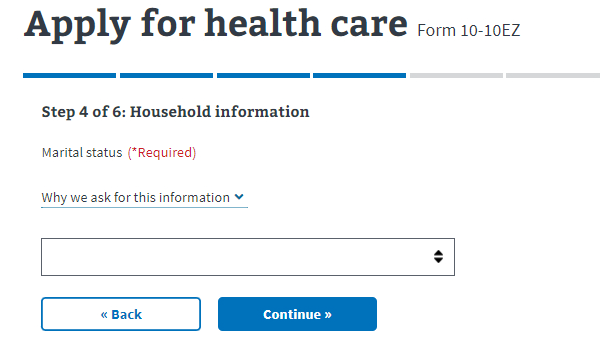 Apply for health care Form 10-10EZ
Step 4 of 6: Household information
Marital status (*Required)
Why we ask for this information
« Back
Continue »